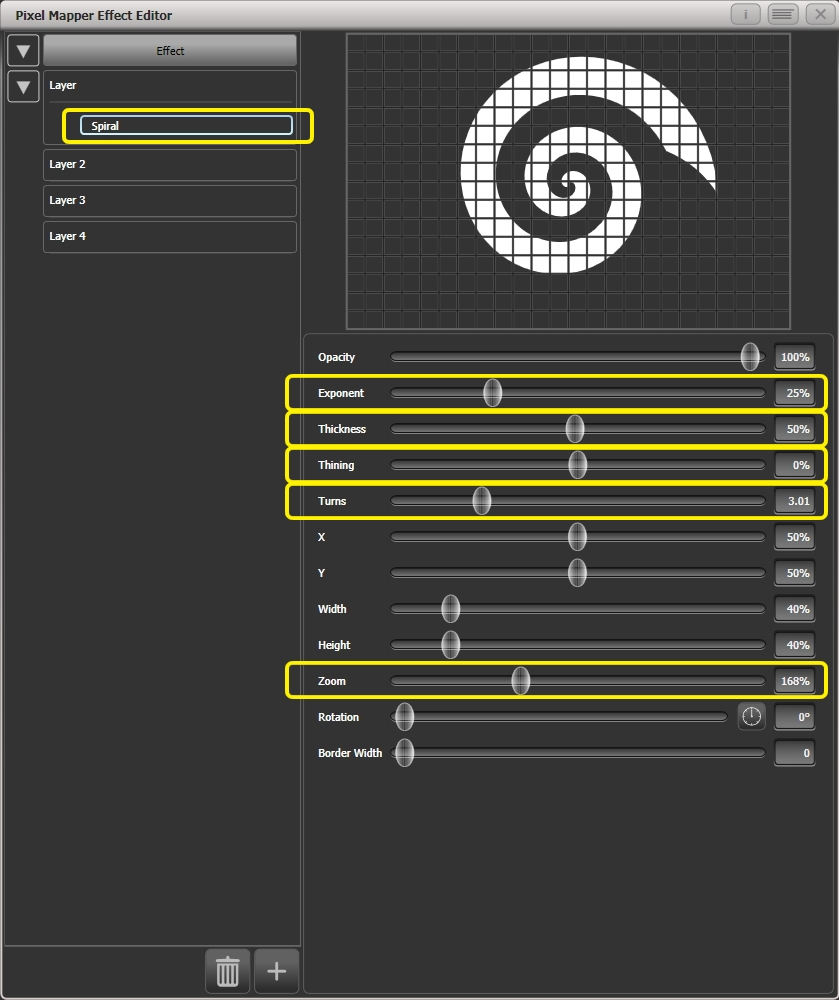 Pixel Mapper Effect Editor
i
Effect
Layer
Spiral
Layer 2
Layer 3
Layer 4
Opacity 100%
Exponent 25%
Thickness 50%
Thining 0%
Turns 3.01
X 50%
Y 50%
Width 40%
Height 40%
Zoom 168%
Rotation 0°
Border Width 0